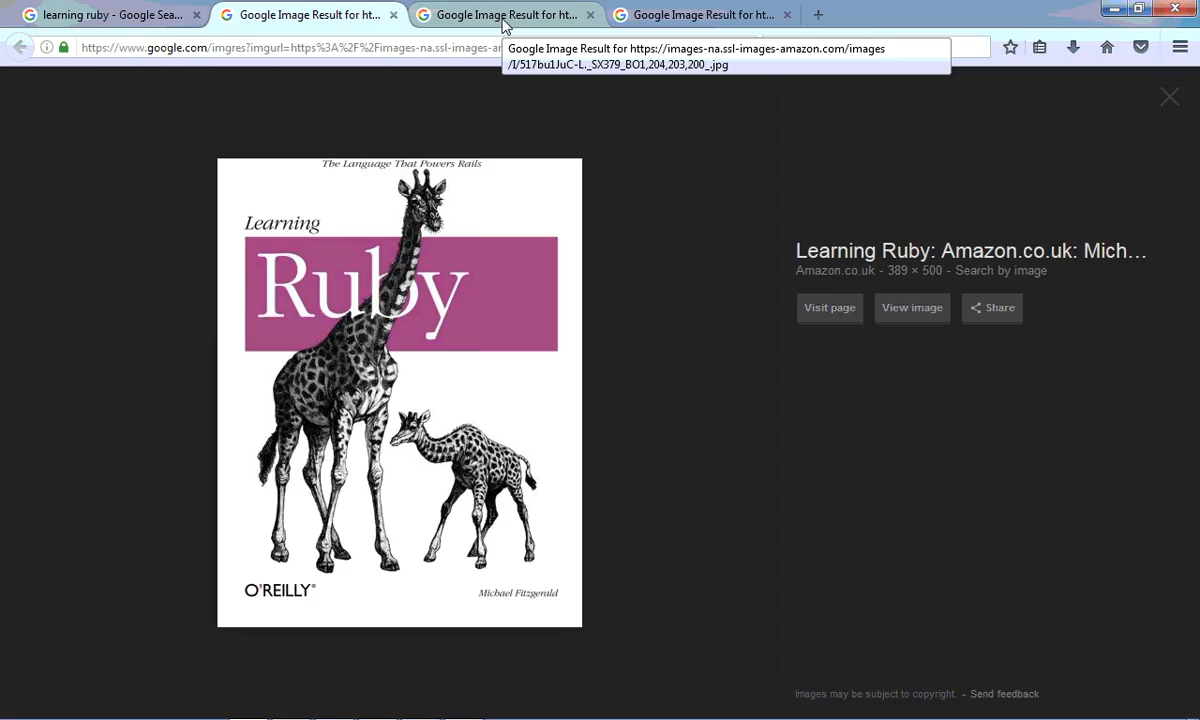 learning ruby - Google Sea...
Google Image Result for ht...
Google Image Result for ht...
Google Image Result for ht...
https://www.google.com/imgres?imgurl=https%3A%2F%2Fimages-na.ssl-images-ar
Google Image Result for https://images-na.ssl-images-amazon.com/images
/I/517bu1JuC-L._SX379_BO1,204,203,200_.jpg
The Language That Powers Rails
Learning
Ruby
O'REILLY®
Michael Fitzgerald
Learning Ruby: Amazon.co.uk: Mich...
Amazon.co.uk - 389 × 500 - Search by image
Visit page
View image
Share
Images may be subject to copyright. - Send feedback